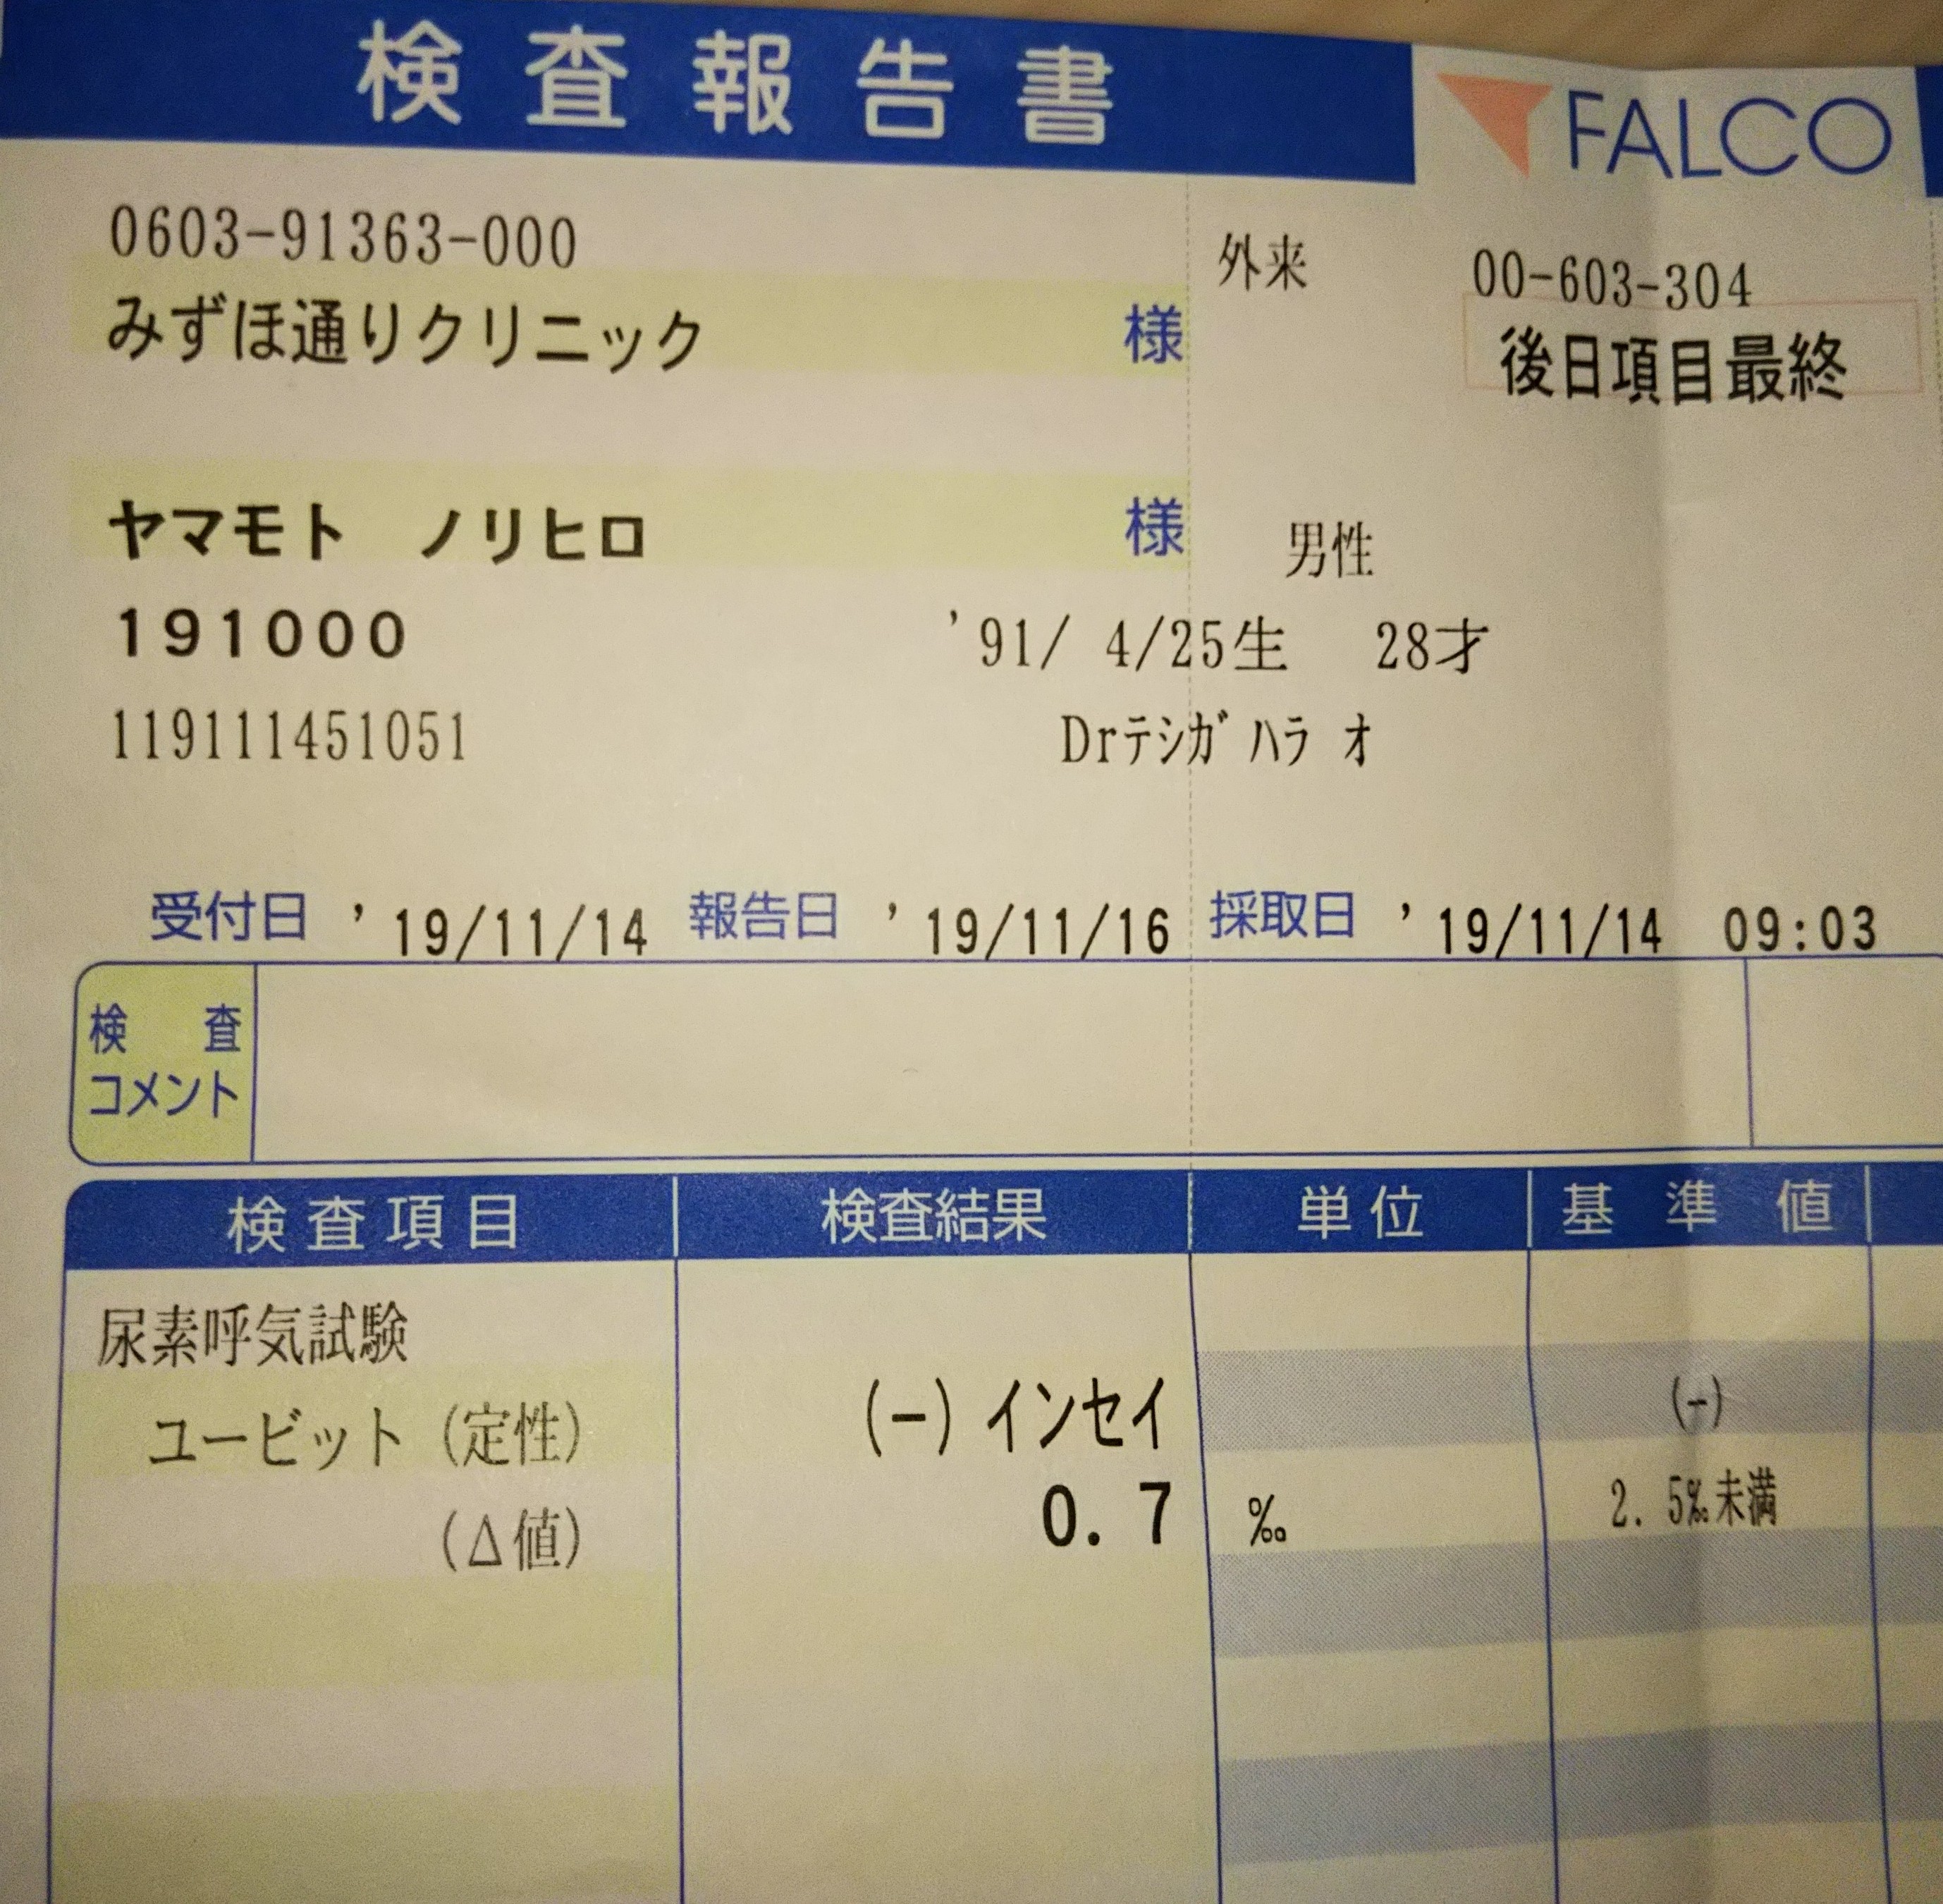 検査報告書 FALCO
0603-91363-000
外来 00-603-304
みずほ通りクリニック 様
後日項目最終
ヤマモト ノリヒロ 様 男性
191000 '91/ 4/25生 28才
119111451051 Drテシガハラ オ
受付日 '19/11/14 報告日 '19/11/16 採取日 '19/11/14 09:03
検査
コメント
検査項目 検査結果 単位 基準値
尿素呼気試験
ユービット(定性) (-)インセイ (-)
(Δ値) 0.7 ‰ 2.5‰未満